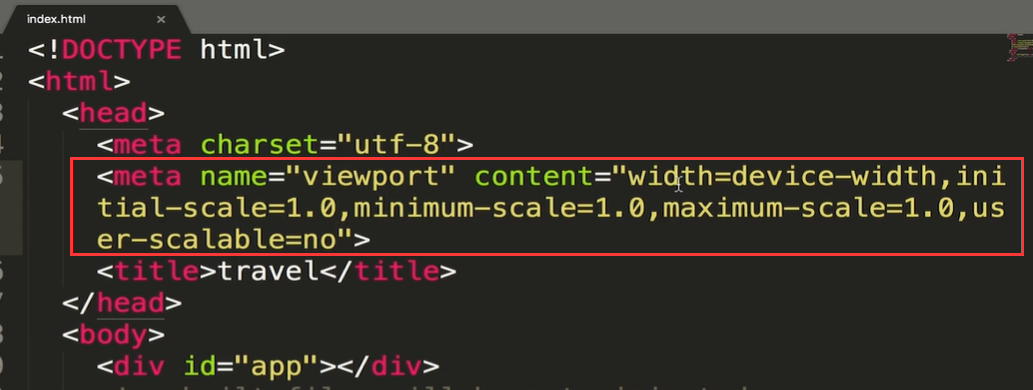 index.html ×
<!DOCTYPE html>
<html>
<head>
<meta charset="utf-8">
<meta name="viewport" content="width=device-width,ini
tial-scale=1.0,minimum-scale=1.0,maximum-scale=1.0,us
er-scalable=no">
<title>travel</title>
</head>
<body>
<div id="app"></div>